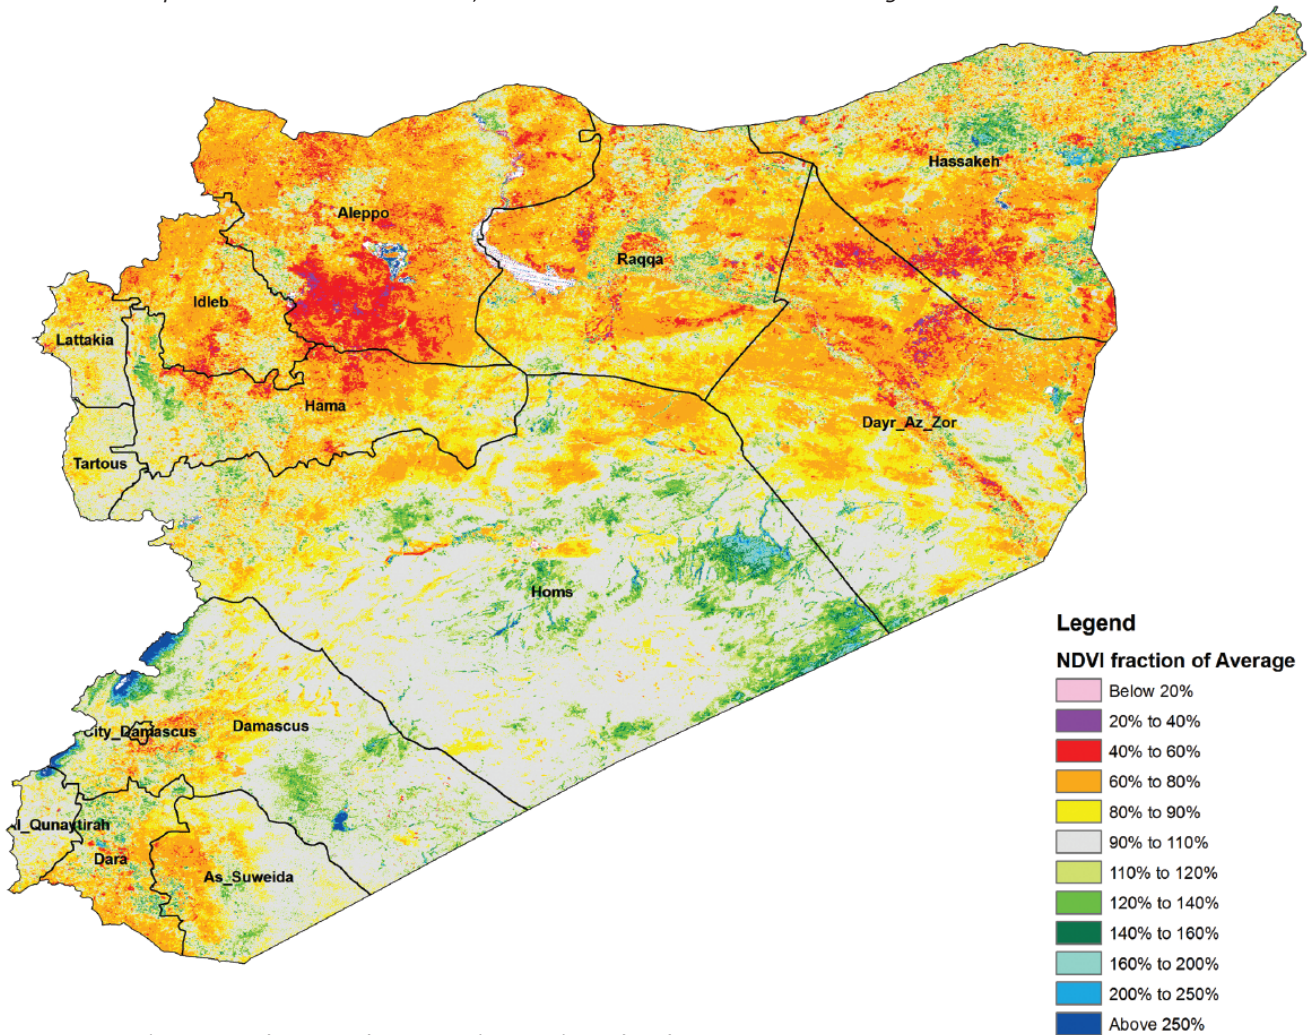 Hassakeh
Aleppo
Raqqa
Idleb
Lattakia
Hama
Dayr_Az_Zor
Tartous
Homs
City_Damascus
Damascus
l_Qunaytirah
Dara
As_Suweida
Legend
NDVI fraction of Average
Below 20%
20% to 40%
40% to 60%
60% to 80%
80% to 90%
90% to 110%
110% to 120%
120% to 140%
140% to 160%
160% to 200%
200% to 250%
Above 250%